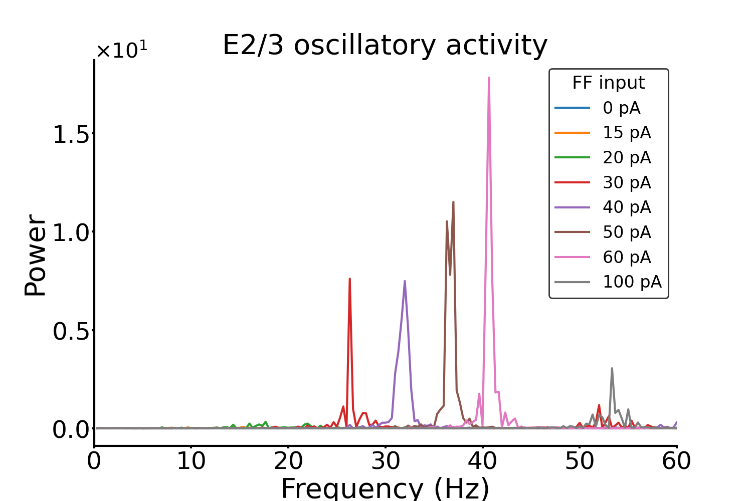 E2/3 oscillatory activity
×10¹
FF input
0 pA
15 pA
20 pA
30 pA
40 pA
50 pA
60 pA
100 pA
Power
1.5
1.0
0.5
0.0
0 10 20 30 40 50 60
Frequency (Hz)